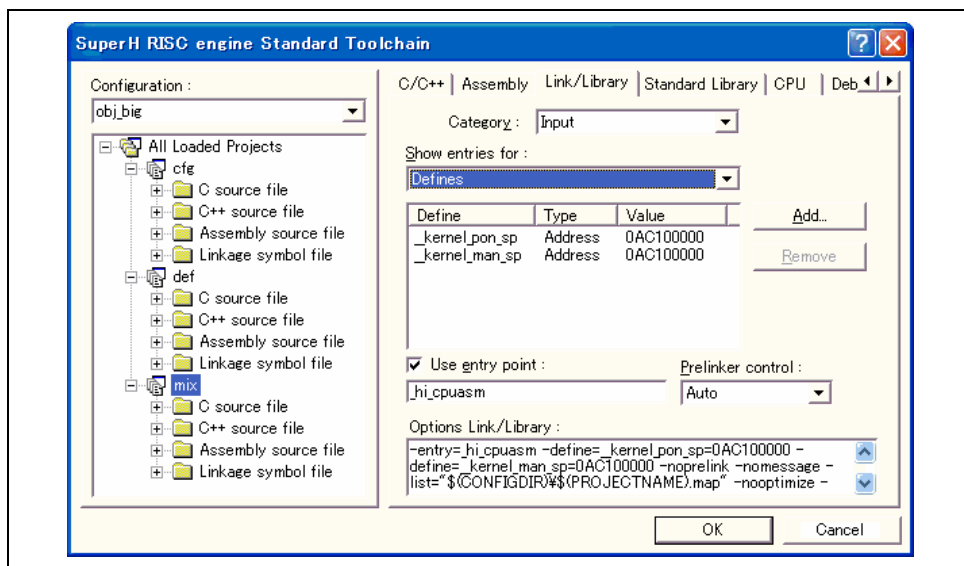 SuperH RISC engine Standard Toolchain
Configuration :
obj_big
All Loaded Projects
cfg
C source file
C++ source file
Assembly source file
Linkage symbol file
def
C source file
C++ source file
Assembly source file
Linkage symbol file
mix
C source file
C++ source file
Assembly source file
Linkage symbol file
C/C++ Assembly Link/Library Standard Library CPU Deb
Category : Input
Show entries for :
Defines
Define Type Value
__kernel_pon_sp Address 0AC100000
__kernel_man_sp Address 0AC100000
Add...
Remove
Use entry point :
_hi_cpuasm
Prelinker control :
Auto
Options Link/Library :
-entry=_hi_cpuasm -define=__kernel_pon_sp=0AC100000 -
define=__kernel_man_sp=0AC100000 -noprelink -nomessage -
list="$(CONFIGDIR)¥$(PROJECTNAME).map" -nooptimize -
OK Cancel